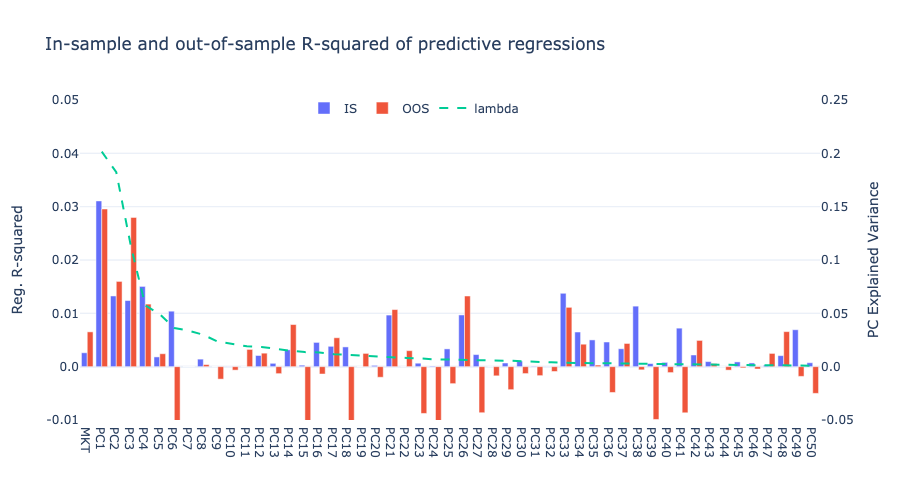 In-sample and out-of-sample R-squared of predictive regressions
IS
OOS
lambda
0.05
0.04
0.03
0.02
0.01
0.0
-0.01
Reg. R-squared
0.25
0.2
0.15
0.1
0.05
0.0
-0.05
PC Explained Variance
MKT
PC1
PC2
PC3
PC4
PC5
PC6
PC7
PC8
PC9
PC10
PC11
PC12
PC13
PC14
PC15
PC16
PC17
PC18
PC19
PC20
PC21
PC22
PC23
PC24
PC25
PC26
PC27
PC28
PC29
PC30
PC31
PC32
PC33
PC34
PC35
PC36
PC37
PC38
PC39
PC40
PC41
PC42
PC43
PC44
PC45
PC46
PC47
PC48
PC49
PC50